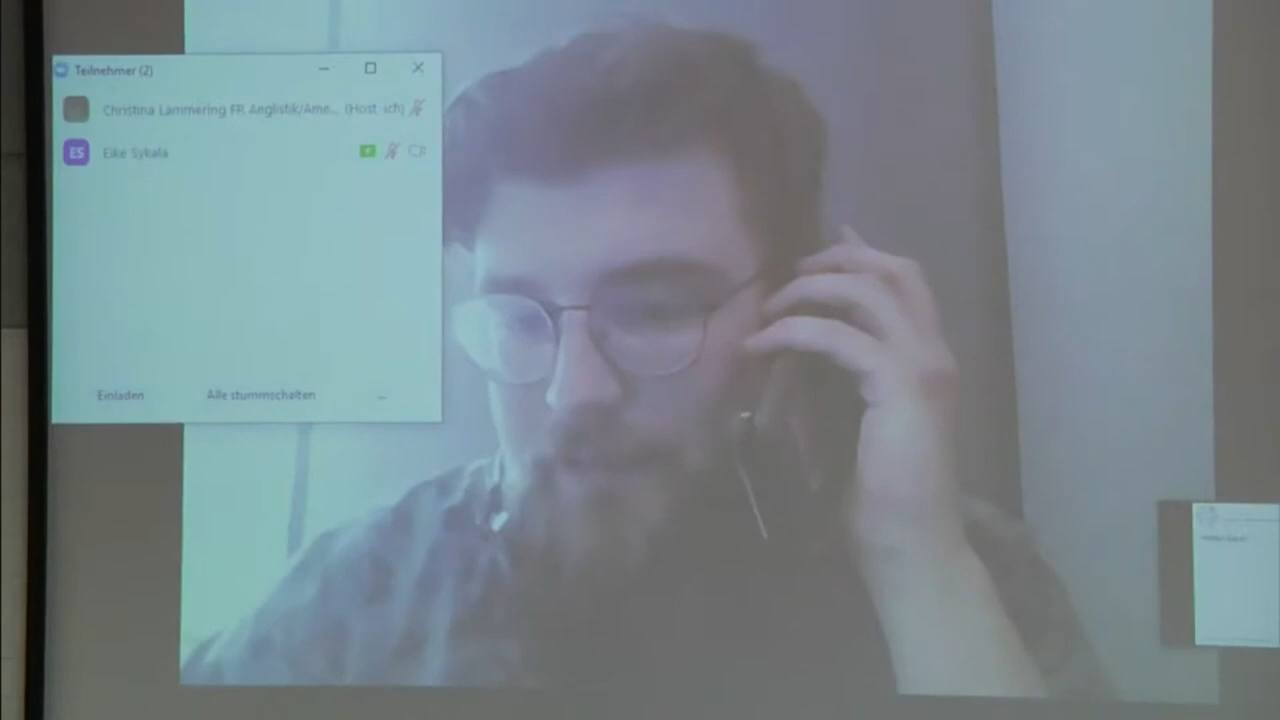 Teilnehmer (2)
Christina Lammering FR Anglistik/Ame... (Host, ich)
ES Eike Sykala
Einladen Alle stummschalten ...